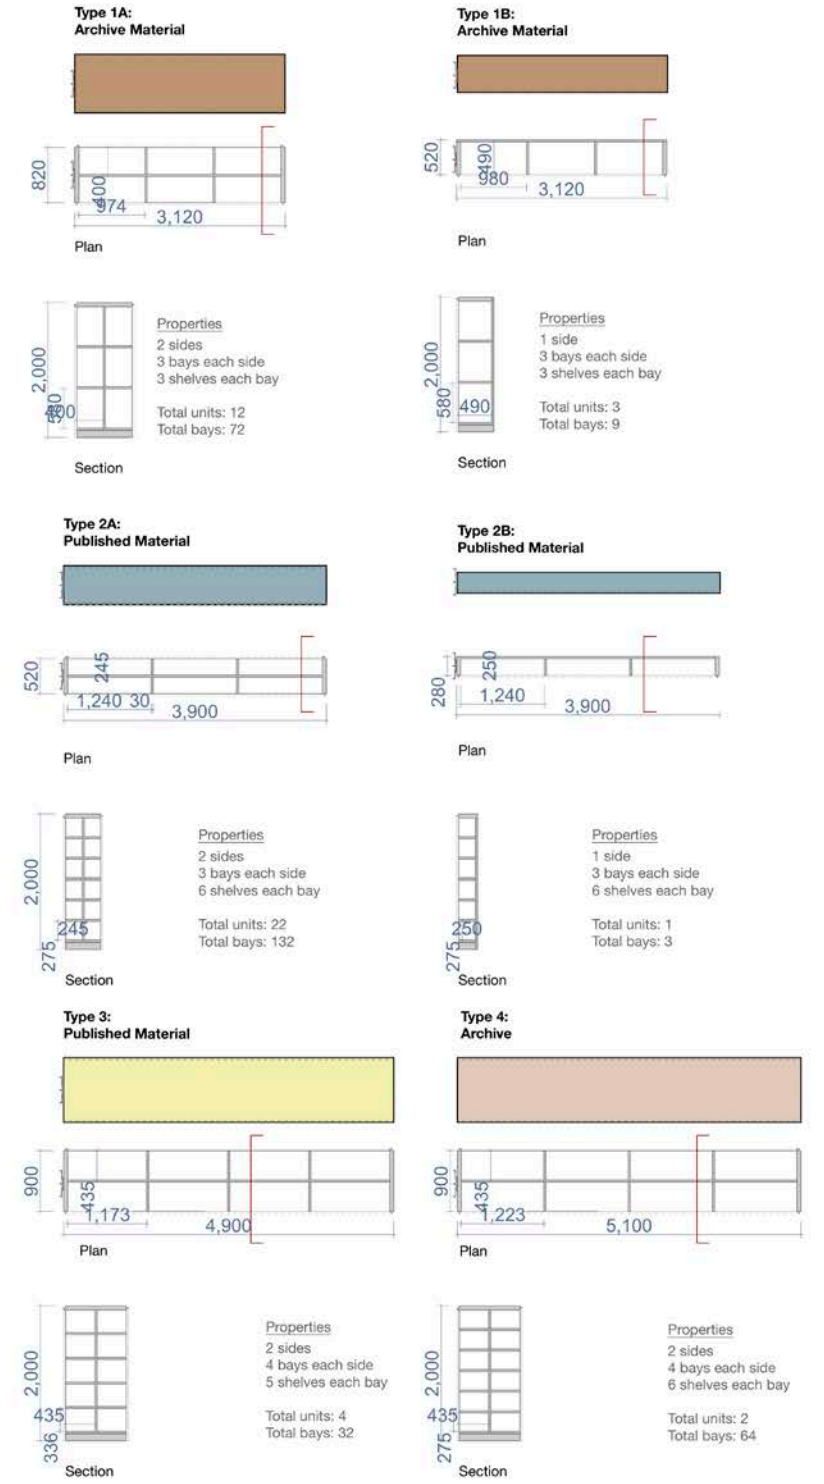 Type 1A:
Archive Material
820
400
974
3,120
Plan
2,000
580
400
Properties
2 sides
3 bays each side
3 shelves each bay
Total units: 12
Total bays: 72
Section
Type 1B:
Archive Material
520
490
980
3,120
Plan
2,000
580
490
Properties
1 side
3 bays each side
3 shelves each bay
Total units: 3
Total bays: 9
Section
Type 2A:
Published Material
520
245
1,240 30
3,900
Plan
2,000
245
275
Properties
2 sides
3 bays each side
6 shelves each bay
Total units: 22
Total bays: 132
Section
Type 2B:
Published Material
280
250
1,240
3,900
Plan
2,000
250
275
Properties
1 side
3 bays each side
6 shelves each bay
Total units: 1
Total bays: 3
Section
Type 3:
Published Material
900
435
1,173
4,900
Plan
2,000
435
336
Properties
2 sides
4 bays each side
5 shelves each bay
Total units: 4
Total bays: 32
Section
Type 4:
Archive
900
435
1,223
5,100
Plan
2,000
435
275
Properties
2 sides
4 bays each side
6 shelves each bay
Total units: 2
Total bays: 64
Section